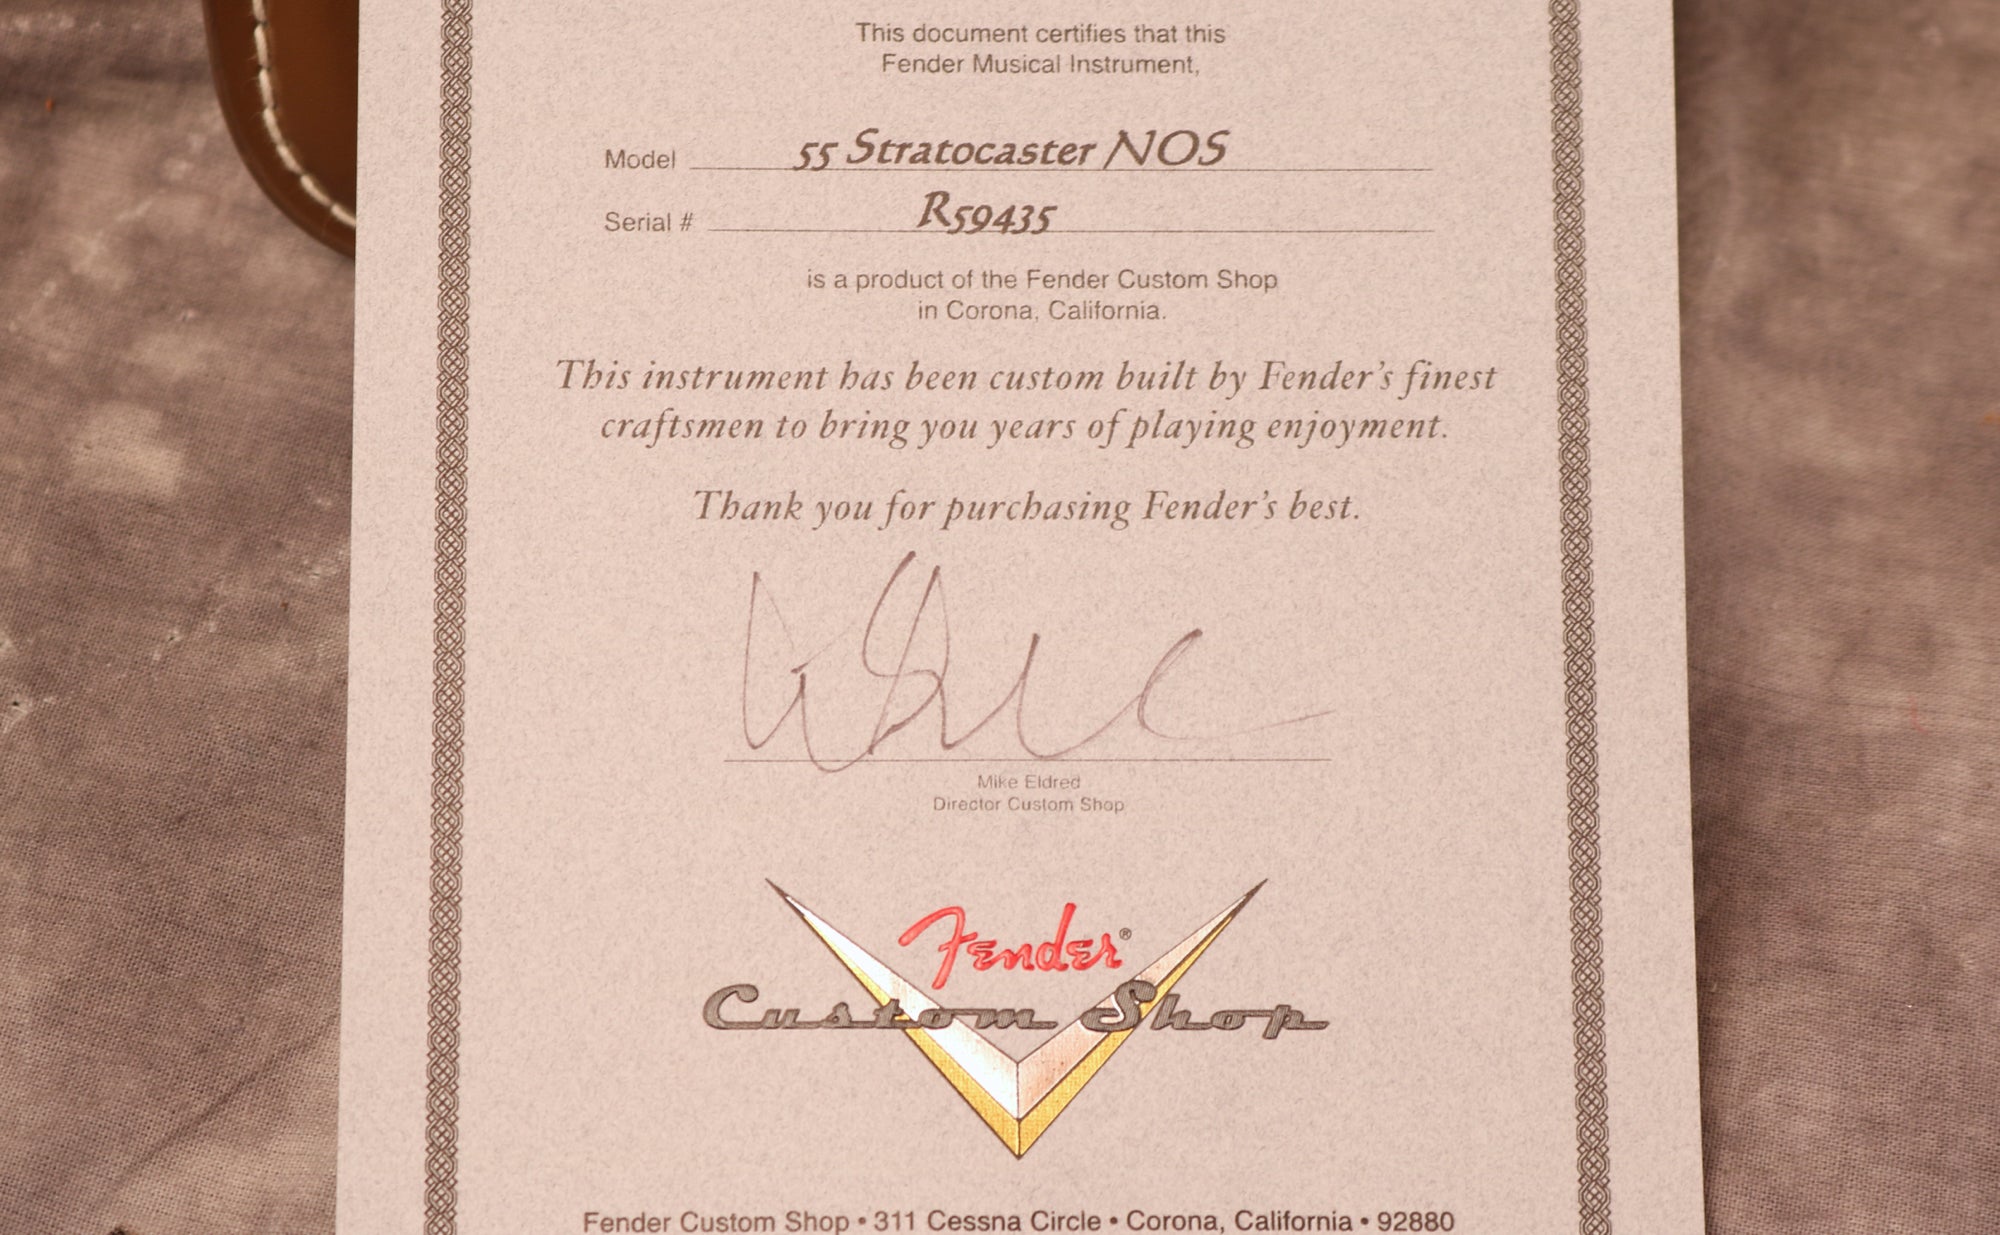 This document certifies that this
Fender Musical Instrument,
Model 55 Stratocaster NOS
Serial # R59435
is a product of the Fender Custom Shop
in Corona, California.
This instrument has been custom built by Fender's finest
craftsmen to bring you years of playing enjoyment.
Thank you for purchasing Fender's best.
Mike Eldred
Director Custom Shop
Fender®
Custom Shop
Fender Custom Shop • 311 Cessna Circle • Corona, California • 92880